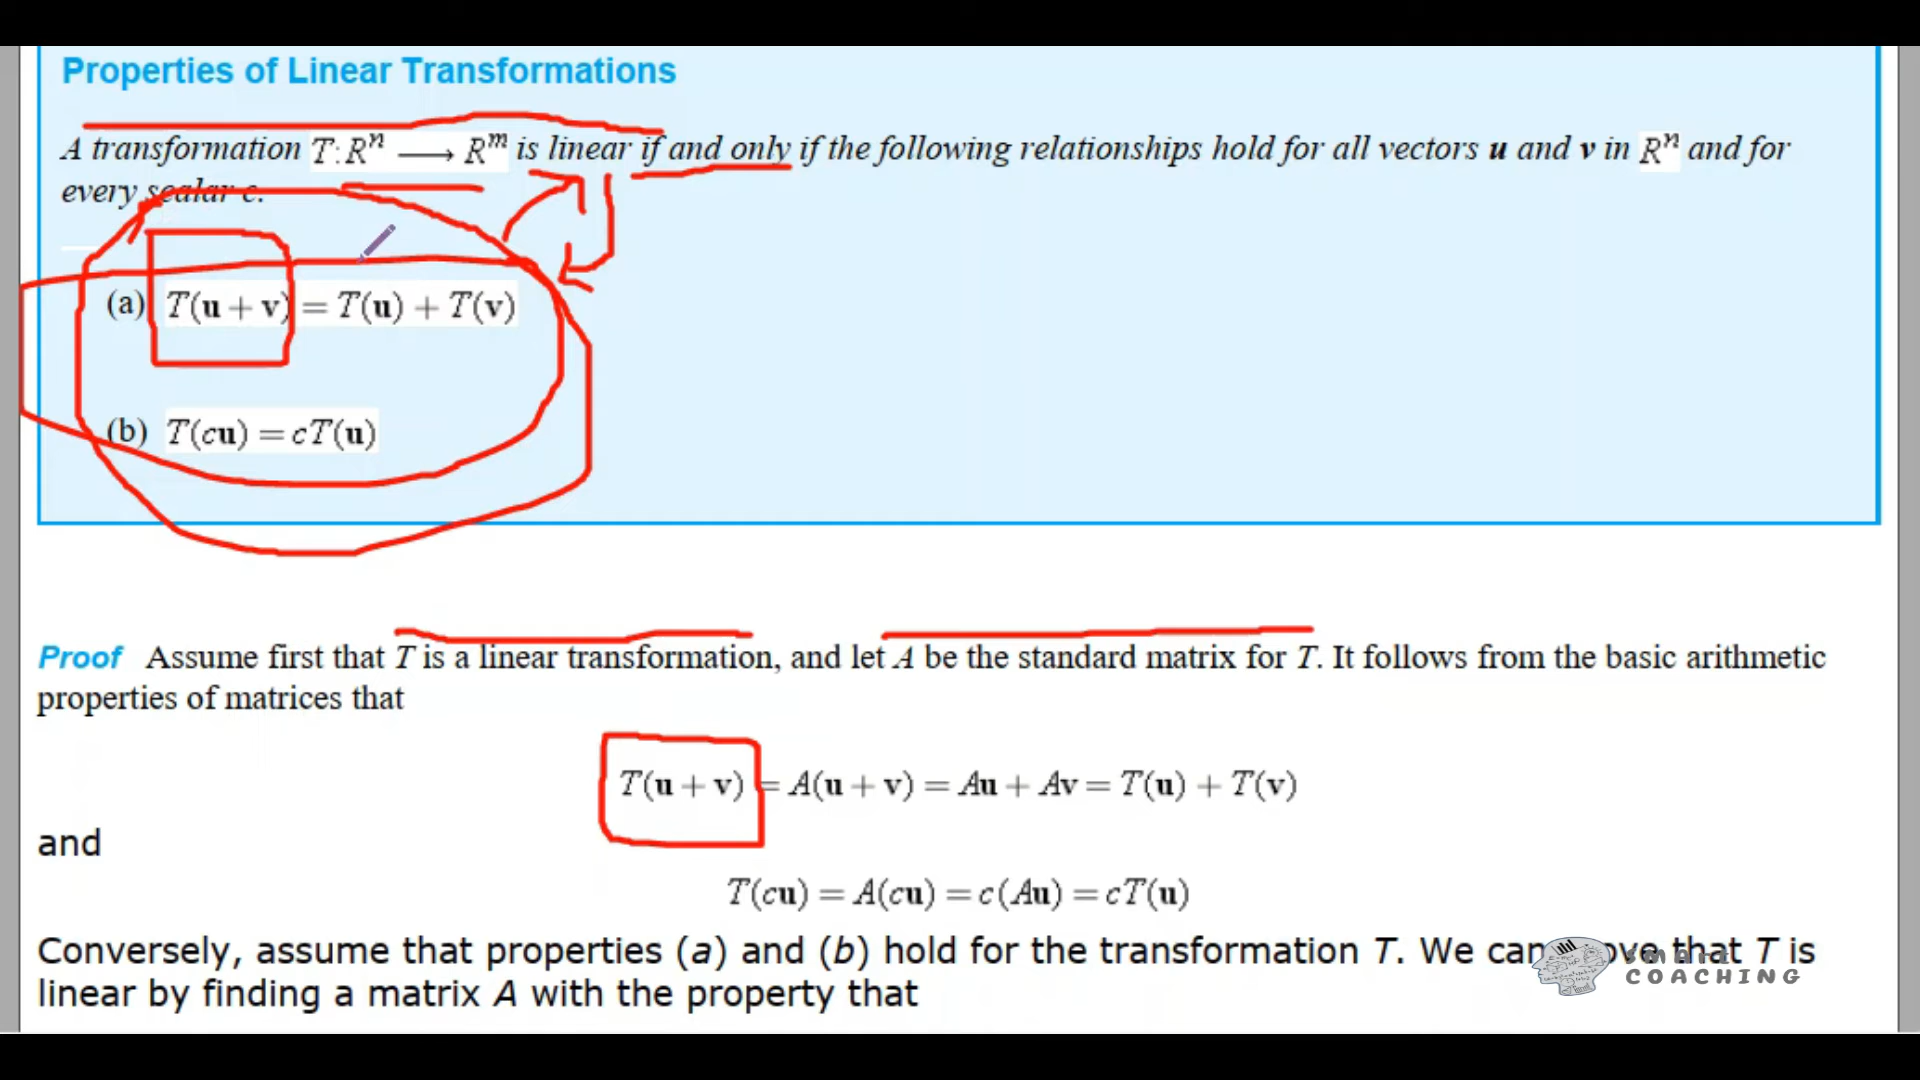 Properties of Linear Transformations
A transformation T: Rⁿ ⟶ Rᵐ is linear if and only if the following relationships hold for all vectors u and v in Rⁿ and for
every scalar c.
(a) T(u + v) = T(u) + T(v)
(b) T(cu) = cT(u)
Proof Assume first that T is a linear transformation, and let A be the standard matrix for T. It follows from the basic arithmetic
properties of matrices that
T(u + v) = A(u + v) = Au + Av = T(u) + T(v)
and
T(cu) = A(cu) = c(Au) = cT(u)
Conversely, assume that properties (a) and (b) hold for the transformation T. We can that T is
linear by finding a matrix A with the property that
SMART
COACHING